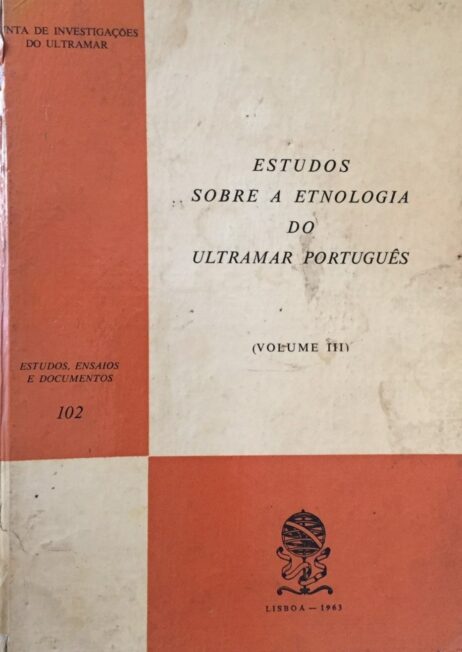 NTA DE INVESTIGAÇÕES
DO ULTRAMAR
ESTUDOS
SOBRE A ETNOLOGIA
DO
ULTRAMAR PORTUGUÊS
(VOLUME III)
ESTUDOS, ENSAIOS
E DOCUMENTOS
102
LISBOA — 1963